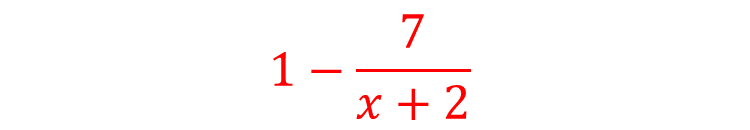 1 − 7/(x + 2)